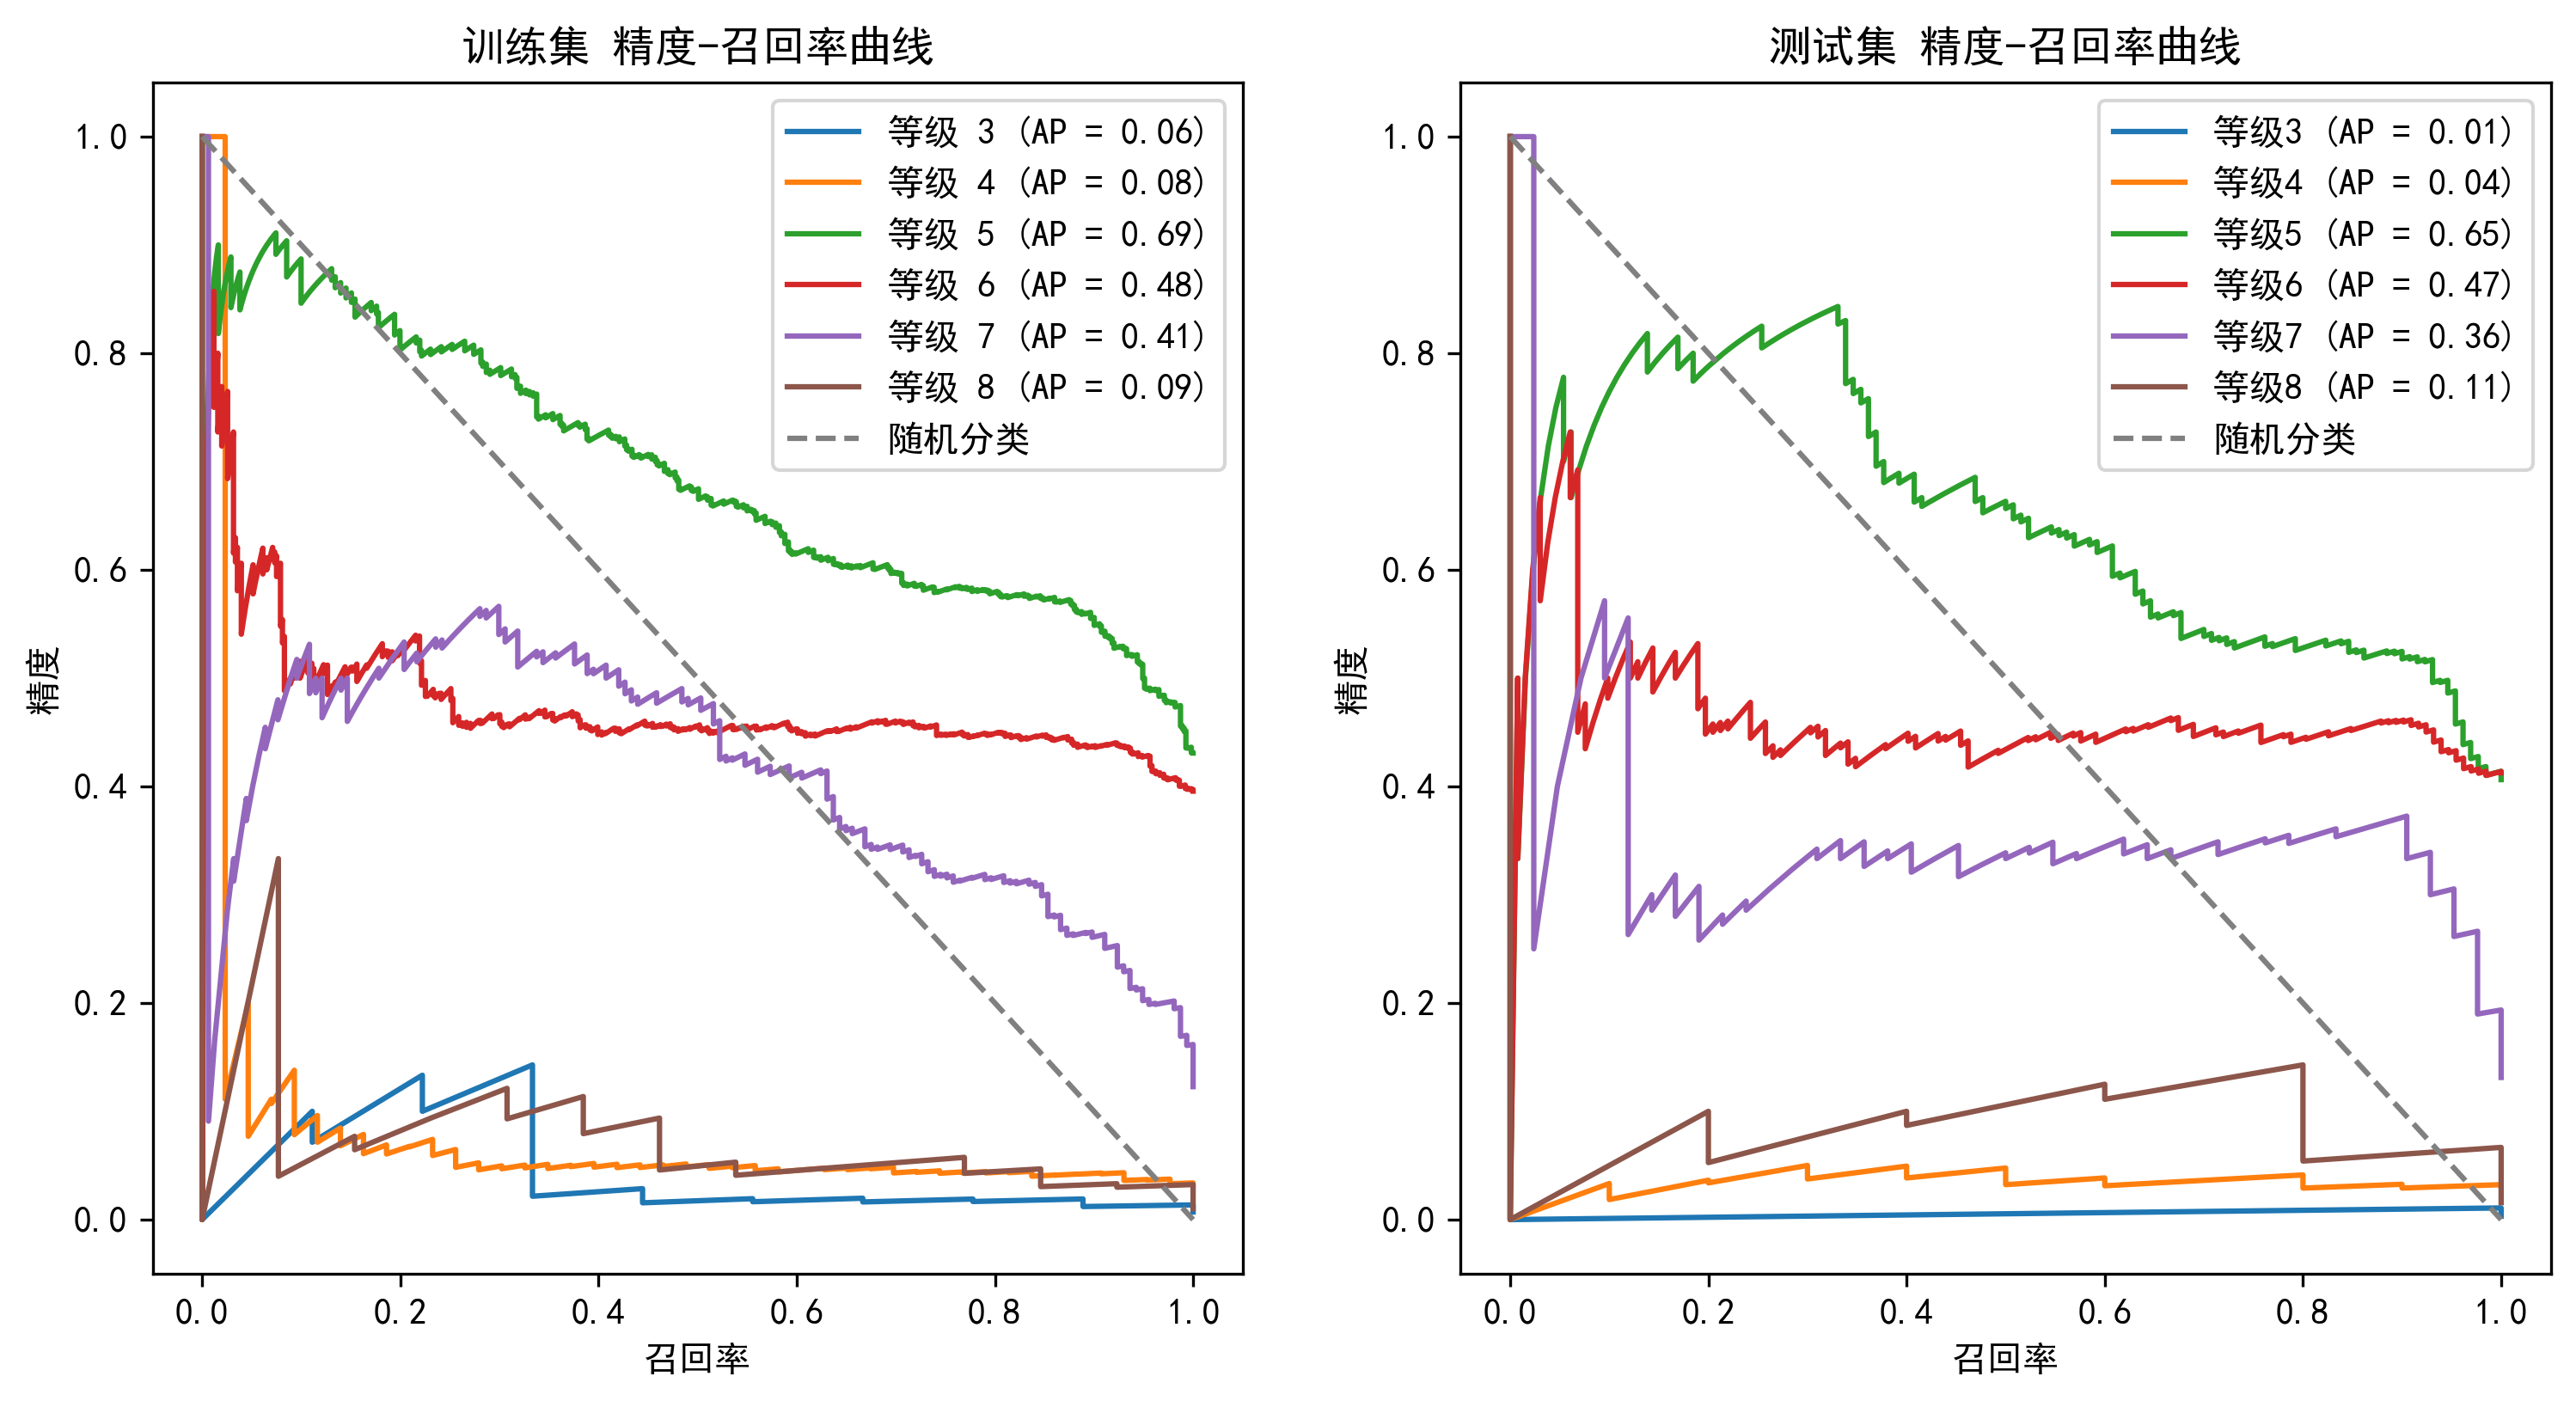 训练集 精度-召回率曲线
精度
1.0
0.8
0.6
0.4
0.2
0.0
等级 3 (AP = 0.06)
等级 4 (AP = 0.08)
等级 5 (AP = 0.69)
等级 6 (AP = 0.48)
等级 7 (AP = 0.41)
等级 8 (AP = 0.09)
随机分类
0.0 0.2 0.4 0.6 0.8 1.0
召回率
测试集 精度-召回率曲线
精度
1.0
0.8
0.6
0.4
0.2
0.0
等级3 (AP = 0.01)
等级4 (AP = 0.04)
等级5 (AP = 0.65)
等级6 (AP = 0.47)
等级7 (AP = 0.36)
等级8 (AP = 0.11)
随机分类
0.0 0.2 0.4 0.6 0.8 1.0
召回率